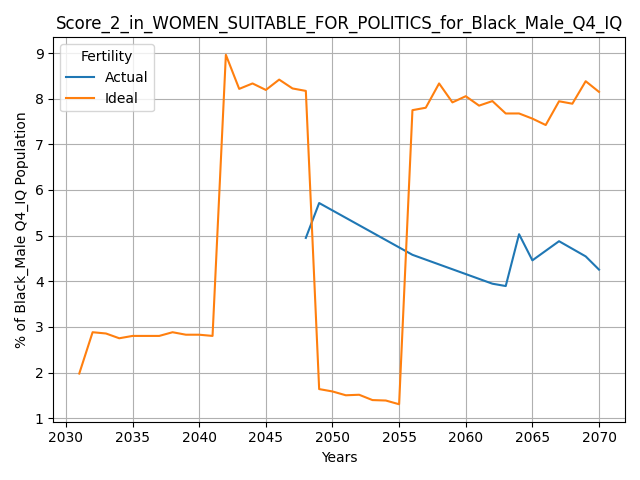 Score_2_in_WOMEN_SUITABLE_FOR_POLITICS_for_Black_Male_Q4_IQ
Fertility
Actual
Ideal
% of Black_Male Q4_IQ Population
9
8
7
6
5
4
3
2
1
2030 2035 2040 2045 2050 2055 2060 2065 2070
Years